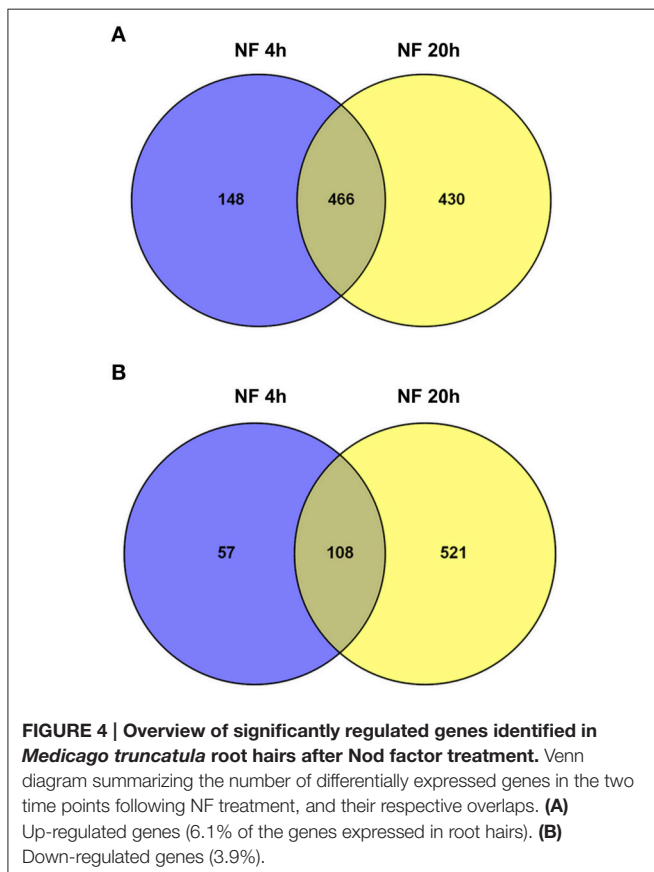 A
NF 4h
NF 20h
148
466
430
B
NF 4h
NF 20h
57
108
521
FIGURE 4 | Overview of significantly regulated genes identified in
Medicago truncatula root hairs after Nod factor treatment. Venn
diagram summarizing the number of differentially expressed genes in the two
time points following NF treatment, and their respective overlaps. (A)
Up-regulated genes (6.1% of the genes expressed in root hairs). (B)
Down-regulated genes (3.9%).